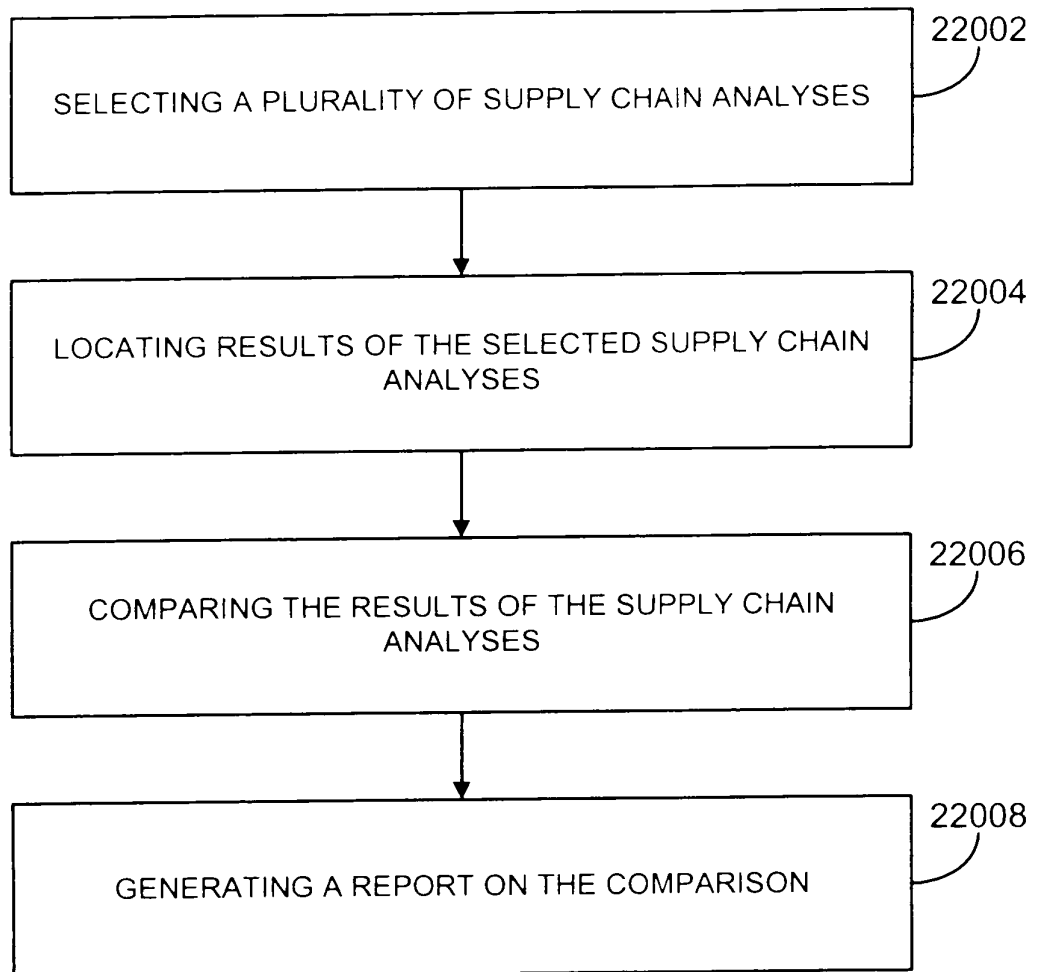 22002
SELECTING A PLURALITY OF SUPPLY CHAIN ANALYSES
22004
LOCATING RESULTS OF THE SELECTED SUPPLY CHAIN
ANALYSES
22006
COMPARING THE RESULTS OF THE SUPPLY CHAIN
ANALYSES
22008
GENERATING A REPORT ON THE COMPARISON